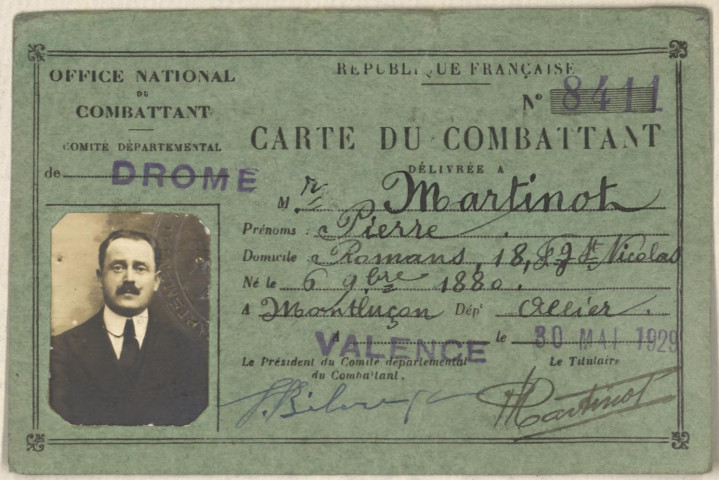 OFFICE NATIONAL
DU
COMBATTANT
COMITÉ DÉPARTEMENTAL
de DROME
RÉPUBLIQUE FRANÇAISE
N° 8411
CARTE DU COMBATTANT
DÉLIVRÉE A
M r Martinot
Prénoms : Pierre
Domicile : Romans, 18, St Nicolas
Né le 6 9bre 1880.
A Montluçon Dépt Allier.
A VALENCE le 30 MAI 1929
Le Président du Comité départemental
du Combattant,
Le Titulaire
Martinot